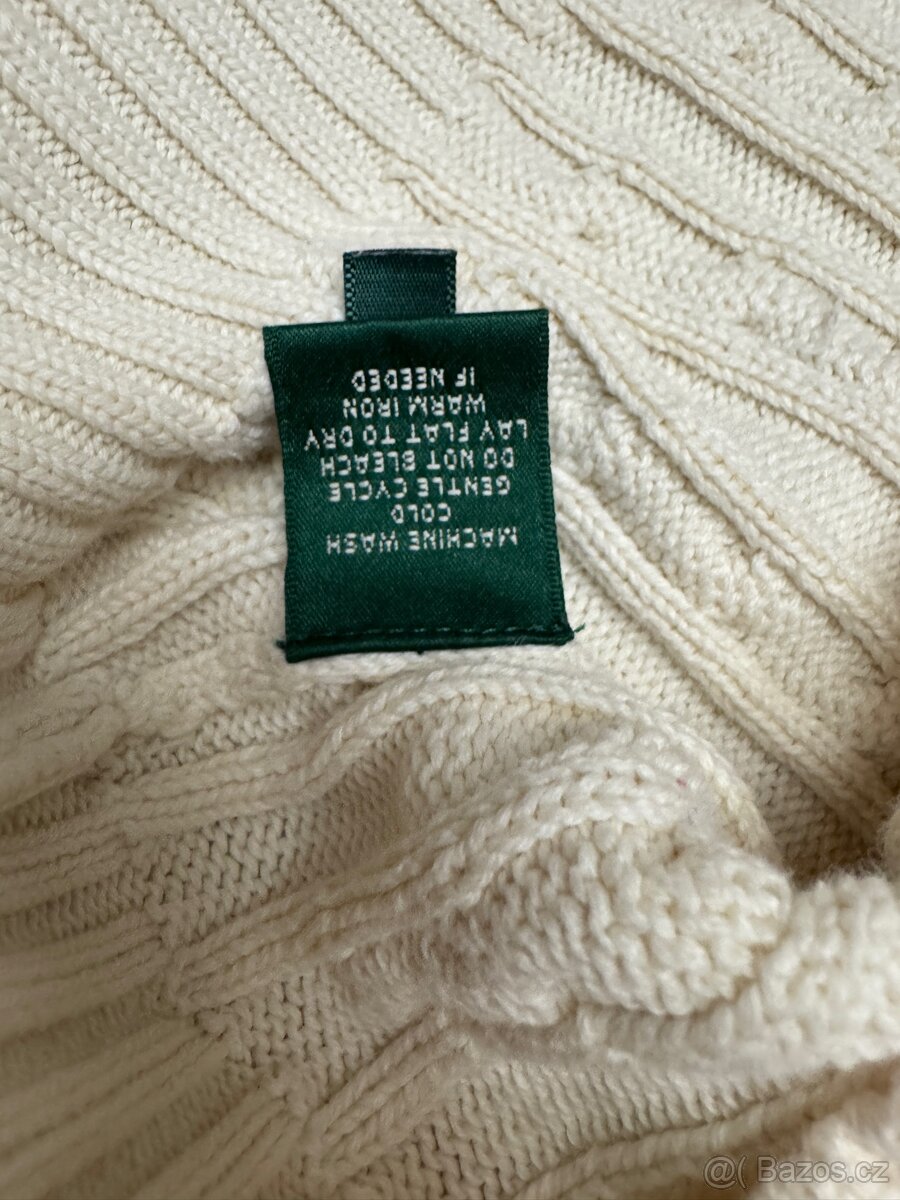 MACHINE WASH
COLD
GENTLE CYCLE
DO NOT BLEACH
LAY FLAT TO DRY
WARM IRON
IF NEEDED
@( Bazos.cz